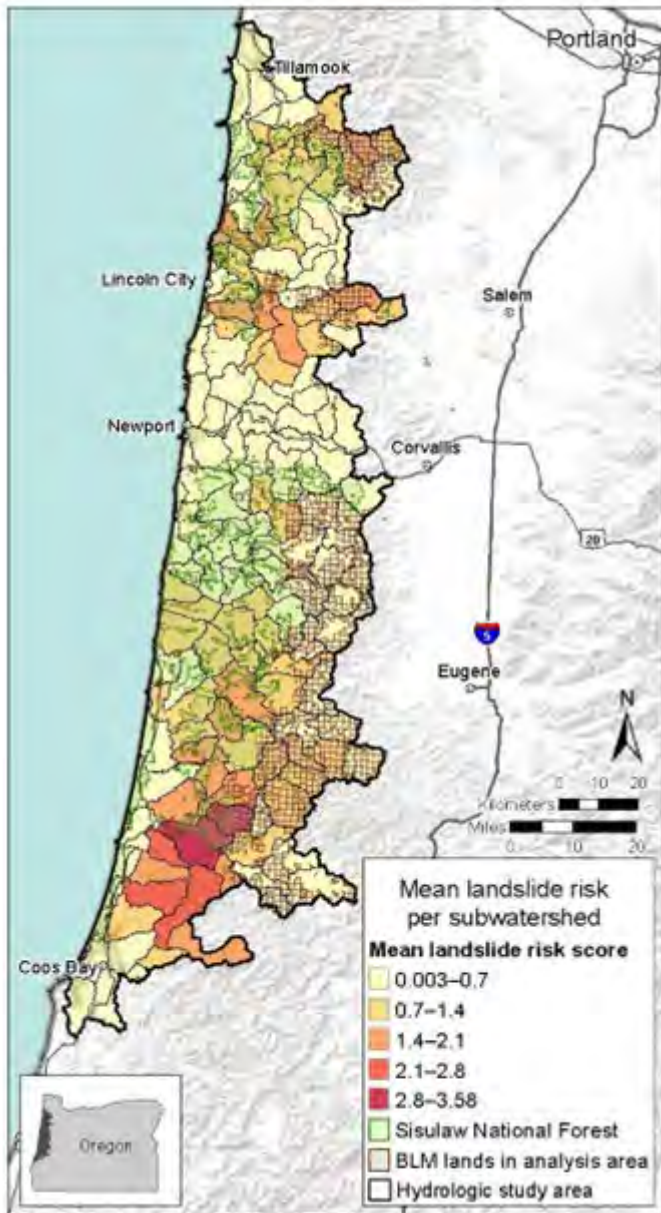 Portland
Tillamook
Lincoln City
Salem
Newport
Corvallis
20
5
Eugene
N
0 10 20
Kilometers
Miles
0 10 20
Coos Bay
Mean landslide risk
per subwatershed
Mean landslide risk score
0.003–0.7
0.7–1.4
1.4–2.1
2.1–2.8
2.8–3.58
Sisulaw National Forest
BLM lands in analysis area
Hydrologic study area
Oregon